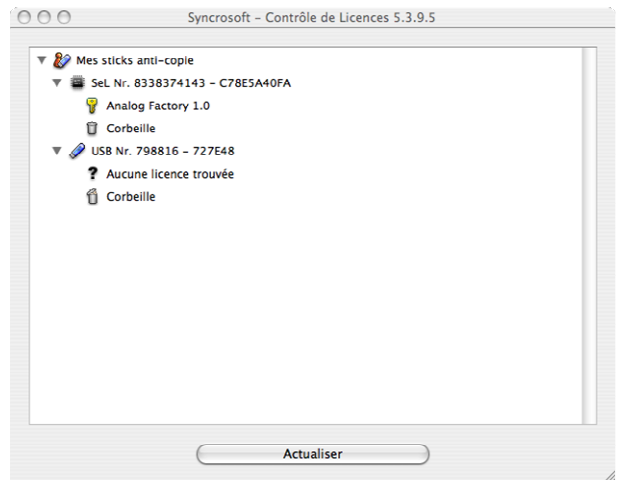 Syncrosoft – Contrôle de Licences 5.3.9.5
Mes sticks anti-copie
SeL Nr. 8338374143 – C78E5A40FA
Analog Factory 1.0
Corbeille
USB Nr. 798816 – 727E48
? Aucune licence trouvée
Corbeille
Actualiser